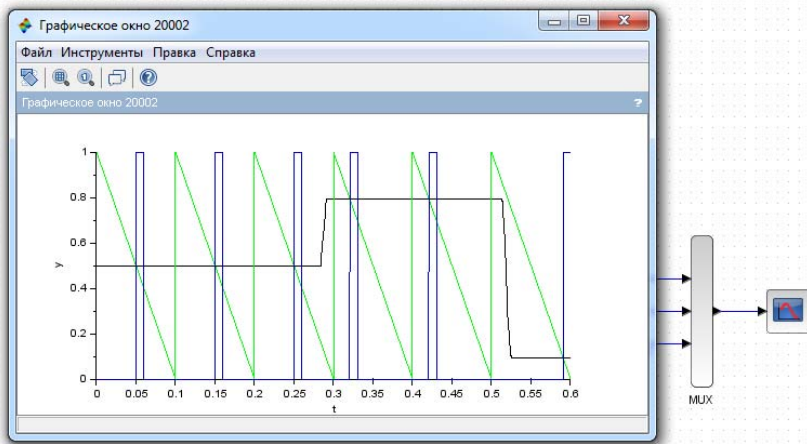 Графическое окно 20002
Файл Инструменты Правка Справка
Графическое окно 20002 ?
1
0.8
0.6
0.4
0.2
0
y
0 0.05 0.1 0.15 0.2 0.25 0.3 0.35 0.4 0.45 0.5 0.55 0.6
t
MUX